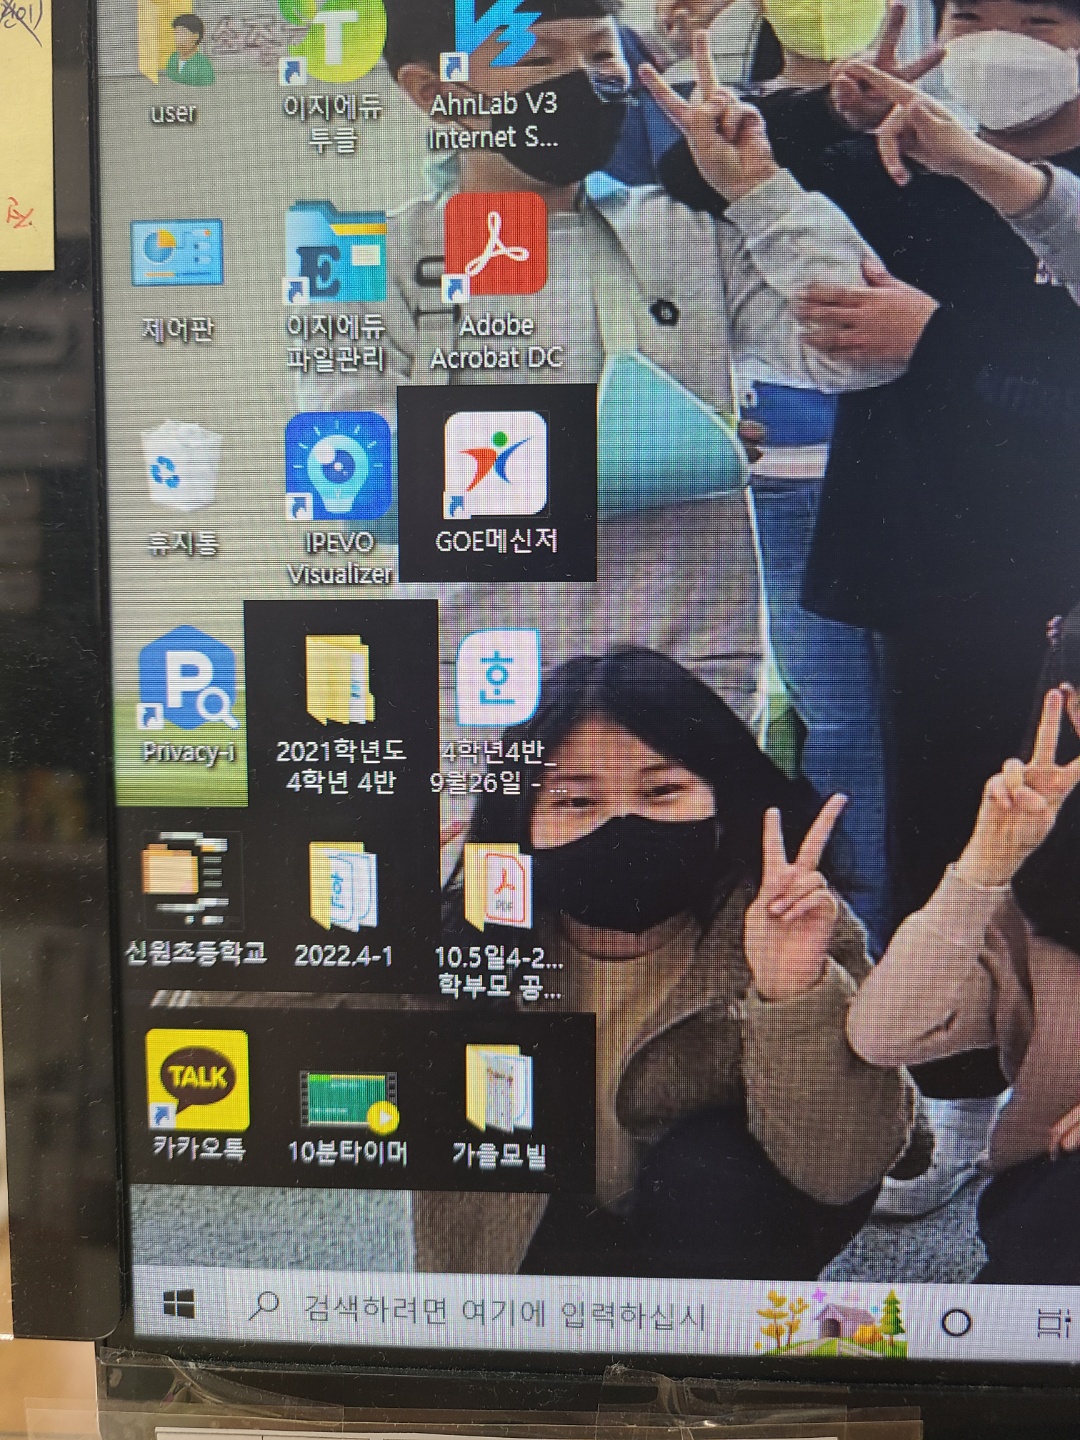 user
이지에듀
투클
AhnLab V3
Internet S...
제어판
이지에듀
파일관리
Adobe
Acrobat DC
휴지통
IPEVO
Visualizer
GOE메신저
Privacy-i
2021학년도
4학년 4반
4학년4반_
9월26일 - ...
신원초등학교
2022.4-1
PDF
10.5일4-2...
학부모 공...
TALK
카카오톡
10분타이머
가을모빌
검색하려면 여기에 입력하십시